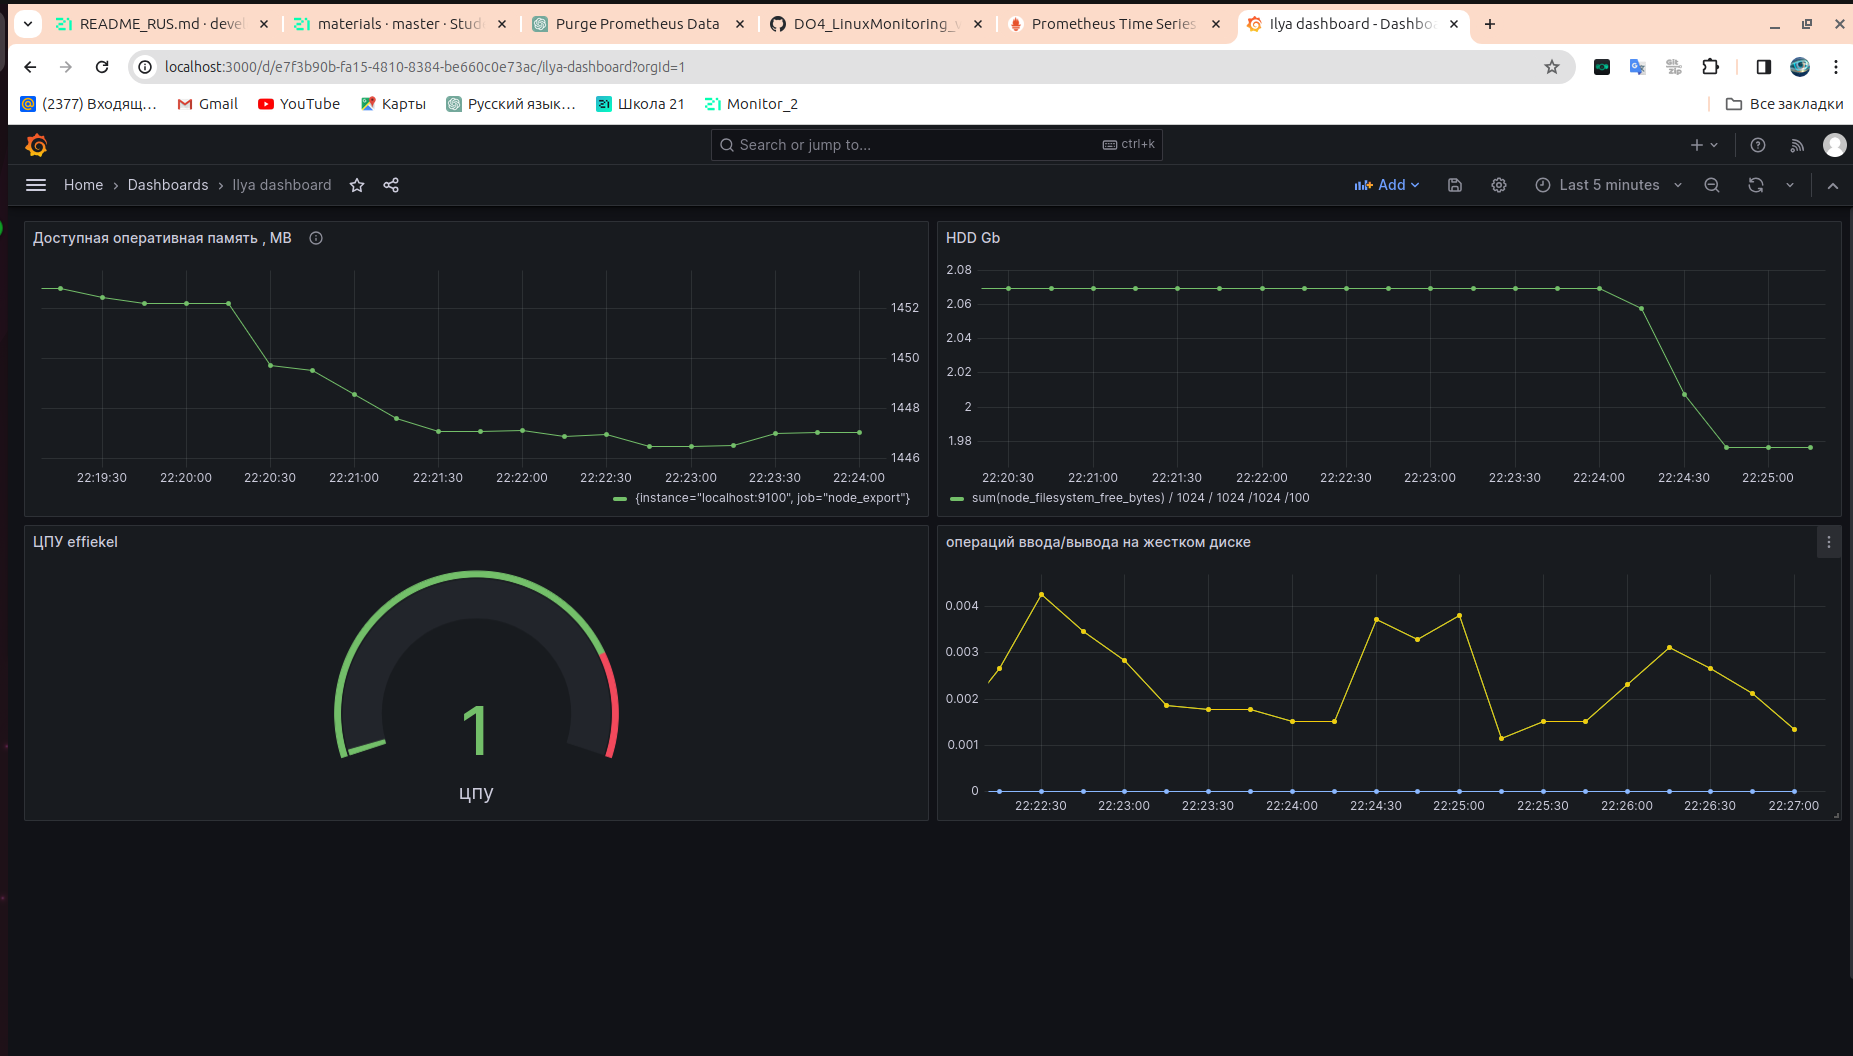 README_RUS.md · devel
materials · master · Stude
Purge Prometheus Data
DO4_LinuxMonitoring_v
Prometheus Time Series
Ilya dashboard - Dashboa
localhost:3000/d/e7f3b90b-fa15-4810-8384-be660c0e73ac/ilya-dashboard?orgId=1
(2377) Входящ...
Gmail
YouTube
Карты
Русский язык...
Школа 21
Monitor_2
Все закладки
Search or jump to...
ctrl+k
Home › Dashboards › Ilya dashboard
Add
Last 5 minutes
Доступная оперативная память , MB
1452
1450
1448
1446
22:19:30 22:20:00 22:20:30 22:21:00 22:21:30 22:22:00 22:22:30 22:23:00 22:23:30 22:24:00
{instance="localhost:9100", job="node_export"}
HDD Gb
2.08
2.06
2.04
2.02
2
1.98
22:20:30 22:21:00 22:21:30 22:22:00 22:22:30 22:23:00 22:23:30 22:24:00 22:24:30 22:25:00
sum(node_filesystem_free_bytes) / 1024 / 1024 /1024 /100
ЦПУ effiekel
1
цпу
операций ввода/вывода на жестком диске
0.004
0.003
0.002
0.001
0
22:22:30 22:23:00 22:23:30 22:24:00 22:24:30 22:25:00 22:25:30 22:26:00 22:26:30 22:27:00